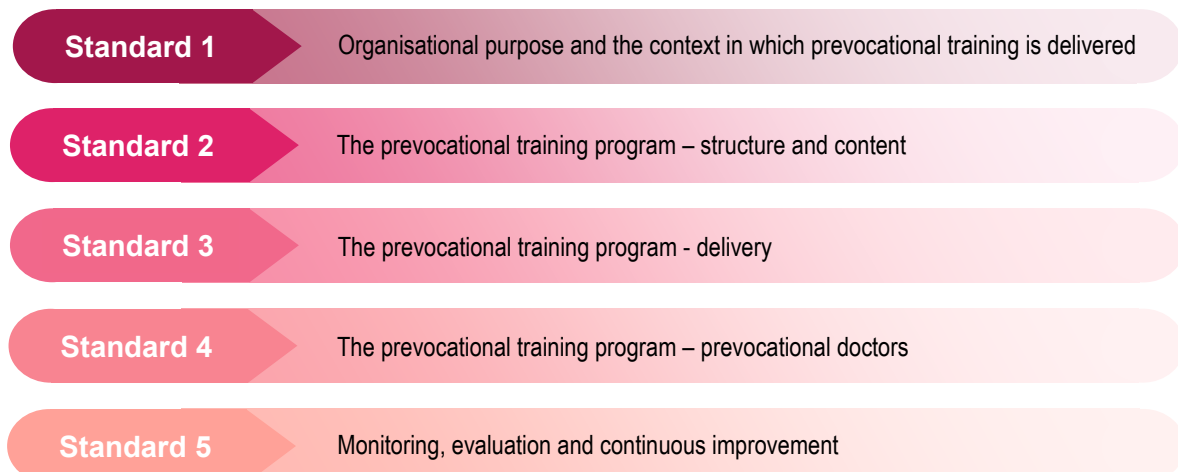 Standard 1 Organisational purpose and the context in which prevocational training is delivered
Standard 2 The prevocational training program – structure and content
Standard 3 The prevocational training program - delivery
Standard 4 The prevocational training program – prevocational doctors
Standard 5 Monitoring, evaluation and continuous improvement